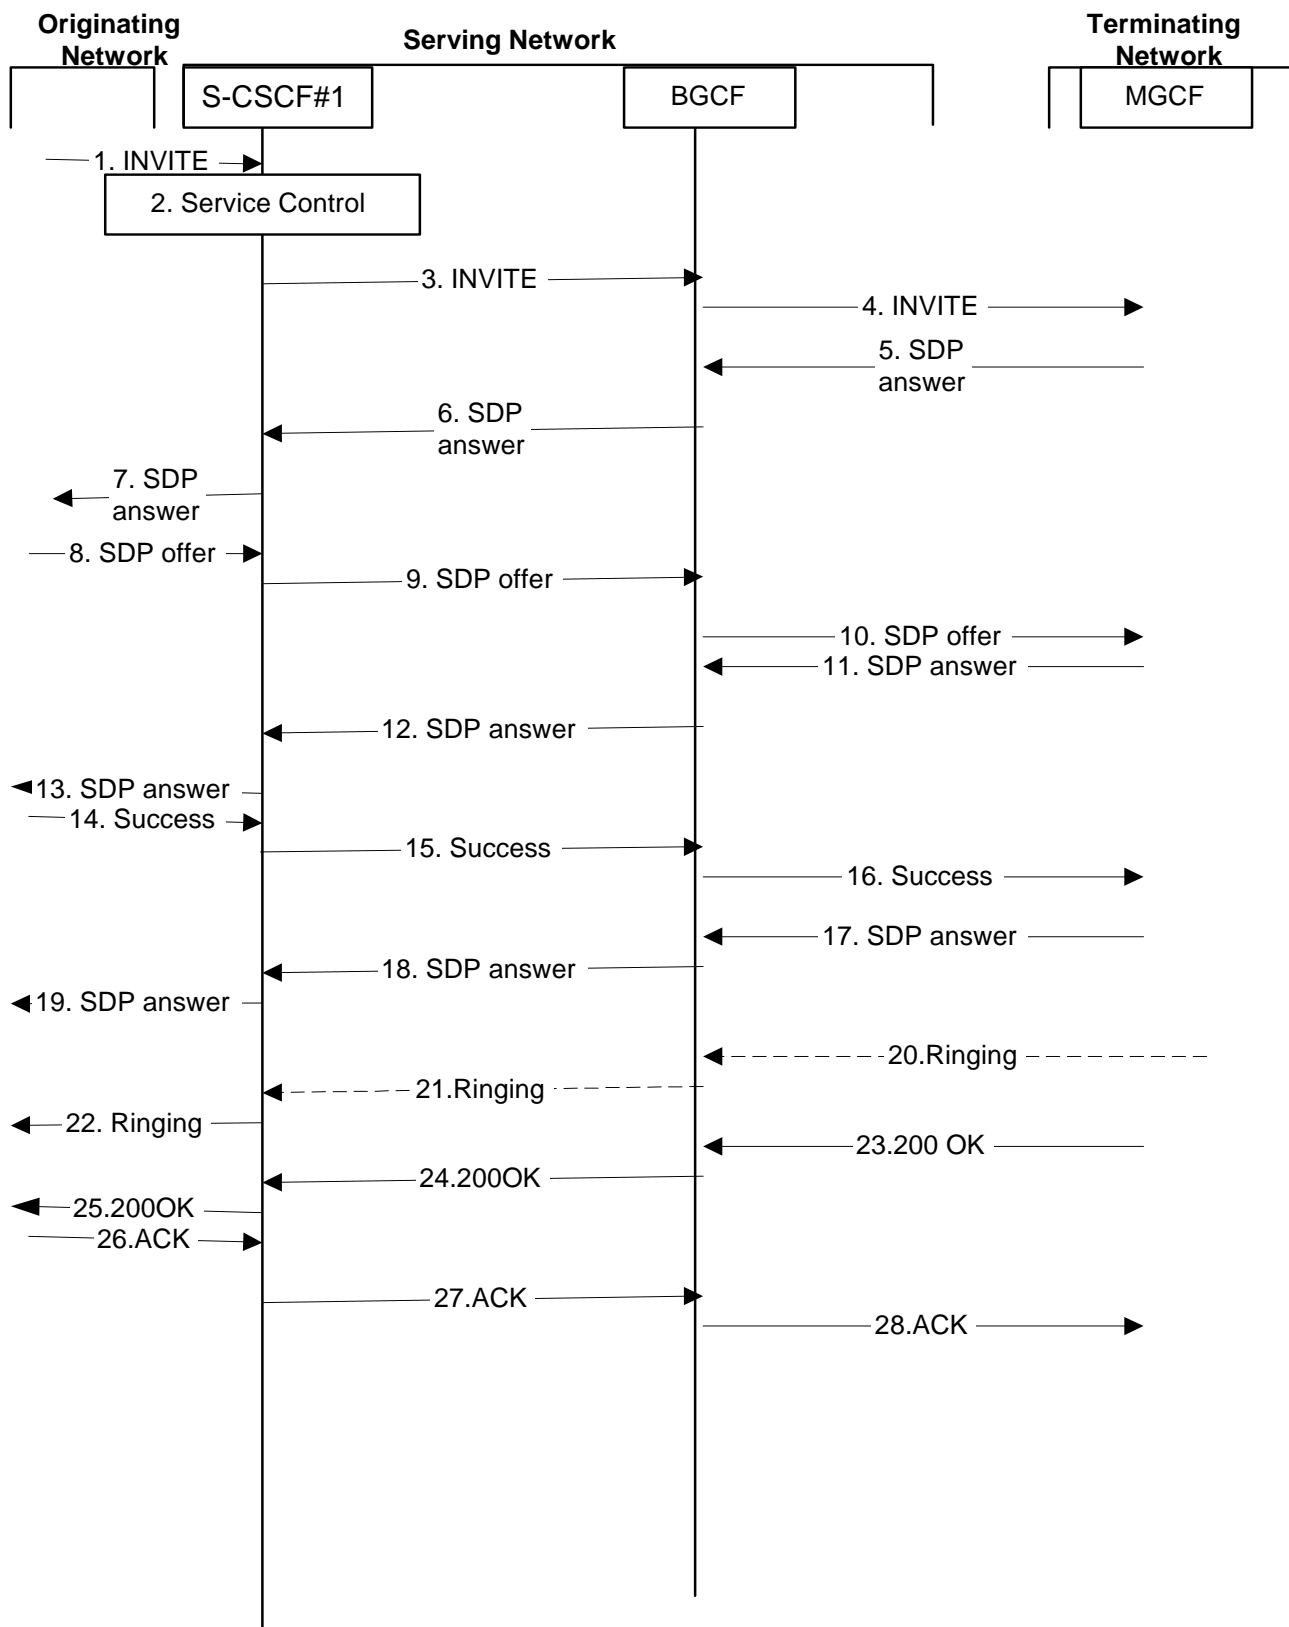 Originating
Network
Serving Network
Terminating
Network
S-CSCF#1
BGCF
MGCF
1. INVITE
2. Service Control
3. INVITE
4. INVITE
5. SDP
answer
6. SDP
answer
7. SDP
answer
8. SDP offer
9. SDP offer
10. SDP offer
11. SDP answer
12. SDP answer
13. SDP answer
14. Success
15. Success
16. Success
17. SDP answer
18. SDP answer
19. SDP answer
20.Ringing
21.Ringing
22. Ringing
23.200 OK
24.200OK
25.200OK
26.ACK
27.ACK
28.ACK